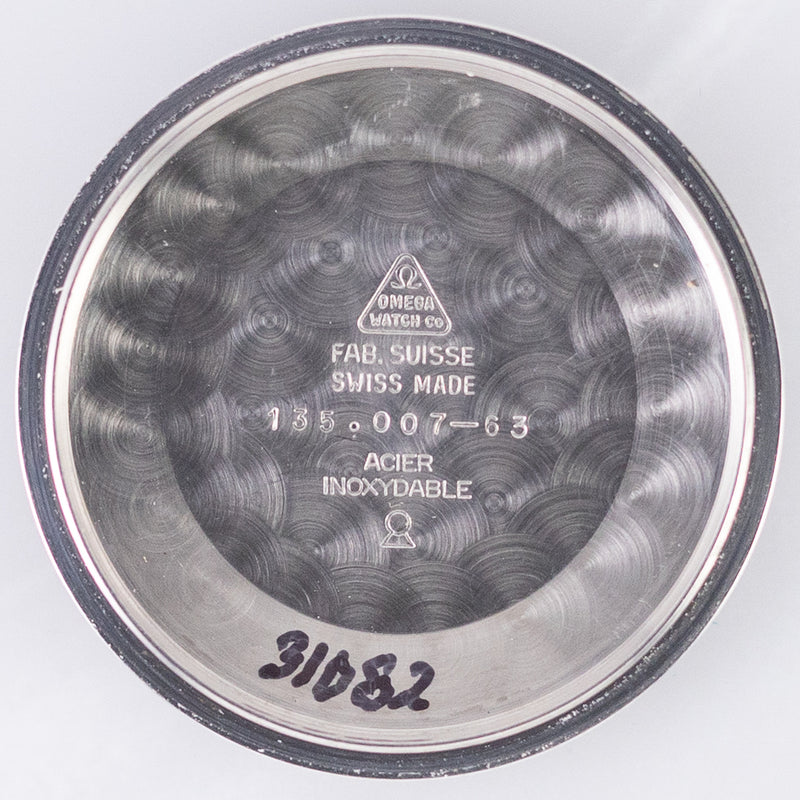 Ω
OMEGA
WATCH Co
FAB. SUISSE
SWISS MADE
135.007-63
ACIER
INOXYDABLE
31082